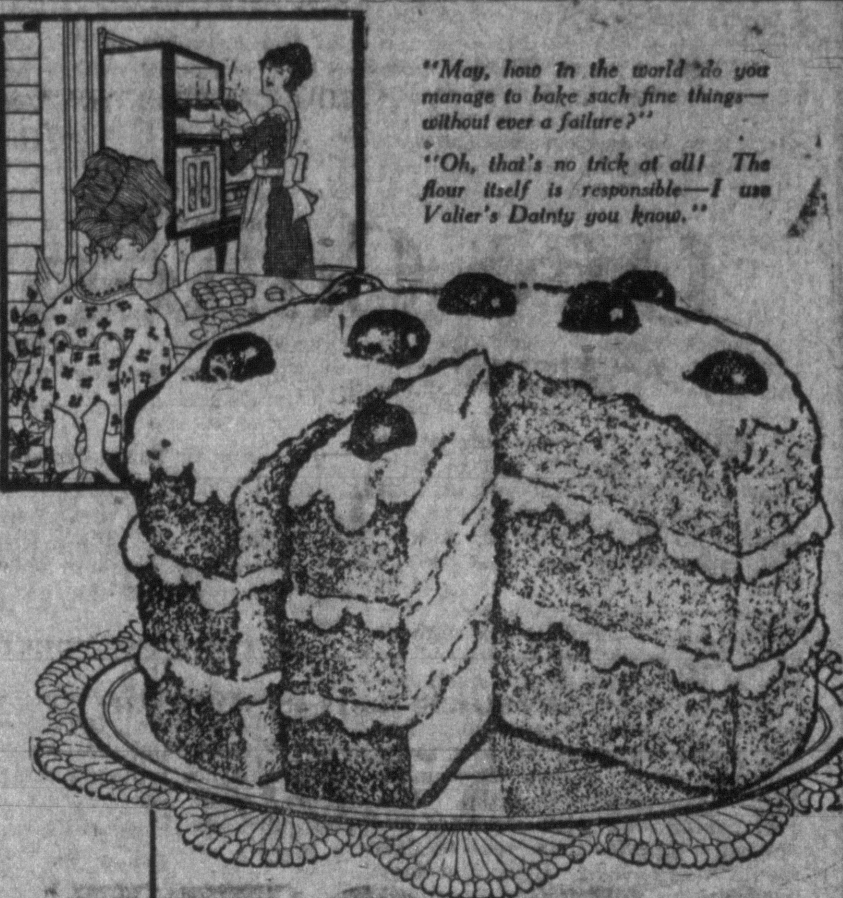 "May, how in the world do you
manage to bake such fine things—
without ever a failure?"
"Oh, that's no trick at all! The
flour itself is responsible—I use
Valier's Dainty you know."